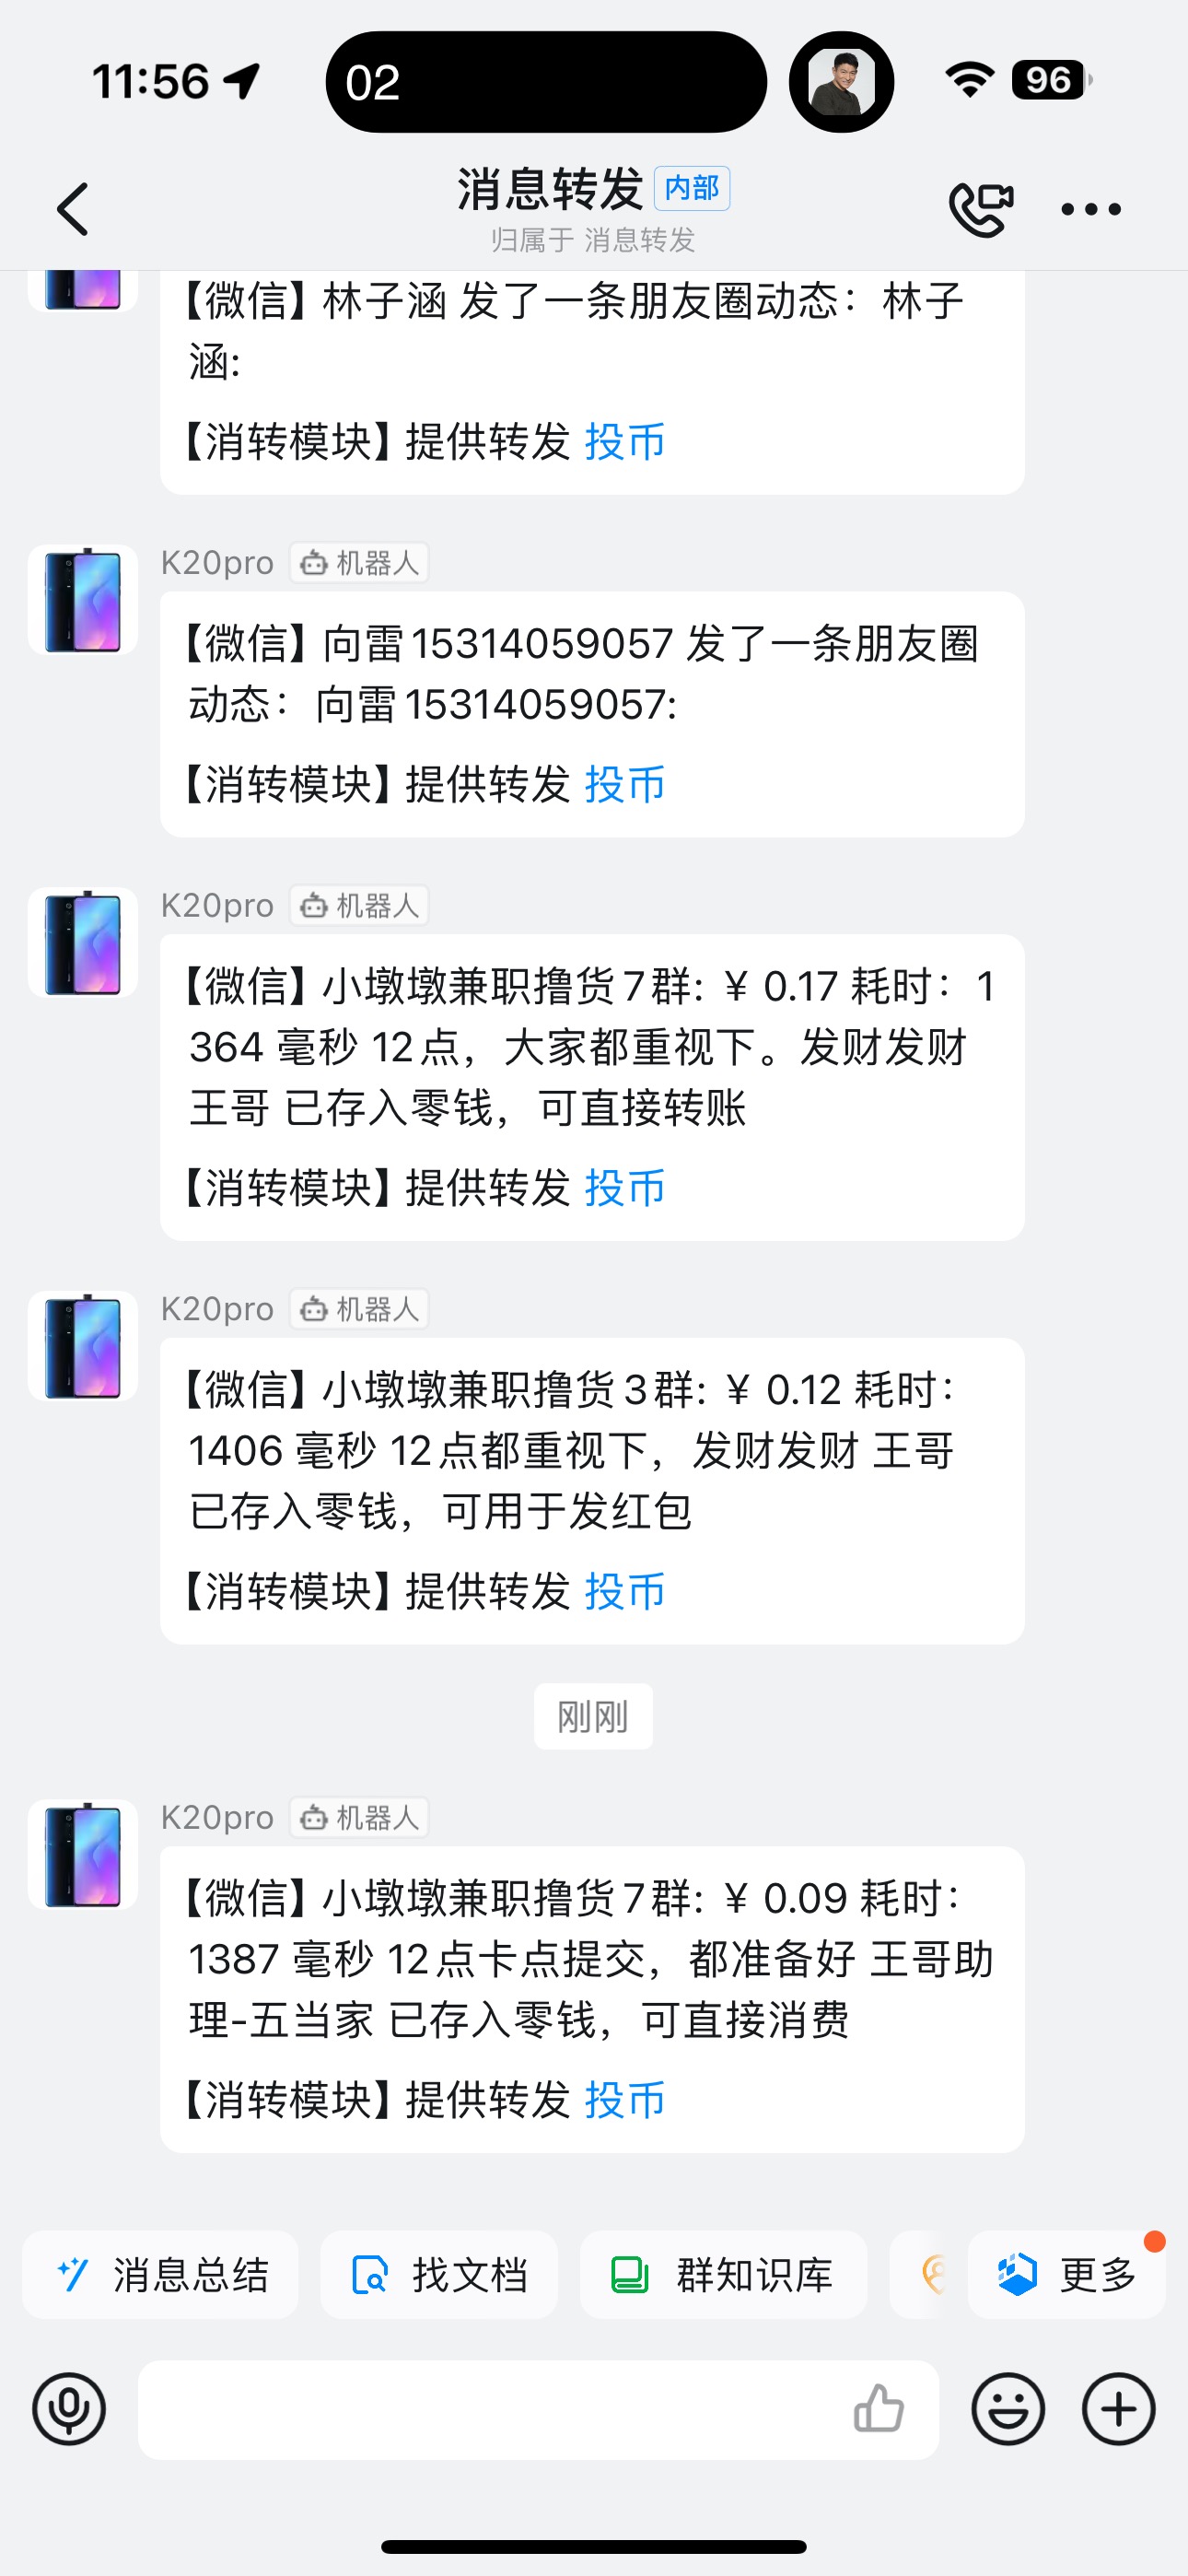 11:56
02
96
消息转发 内部
归属于 消息转发
【微信】林子涵 发了一条朋友圈动态：林子
涵:
【消转模块】提供转发 投币
K20pro 机器人
【微信】向雷15314059057 发了一条朋友圈
动态：向雷15314059057:
【消转模块】提供转发 投币
K20pro 机器人
【微信】小墩墩兼职撸货7群: ¥ 0.17 耗时：1
364 毫秒 12点，大家都重视下。发财发财
王哥 已存入零钱，可直接转账
【消转模块】提供转发 投币
K20pro 机器人
【微信】小墩墩兼职撸货3群: ¥ 0.12 耗时：
1406 毫秒 12点都重视下，发财发财 王哥
已存入零钱，可用于发红包
【消转模块】提供转发 投币
刚刚
K20pro 机器人
【微信】小墩墩兼职撸货7群: ¥ 0.09 耗时：
1387 毫秒 12点卡点提交，都准备好 王哥助
理-五当家 已存入零钱，可直接消费
【消转模块】提供转发 投币
消息总结 找文档 群知识库 更多